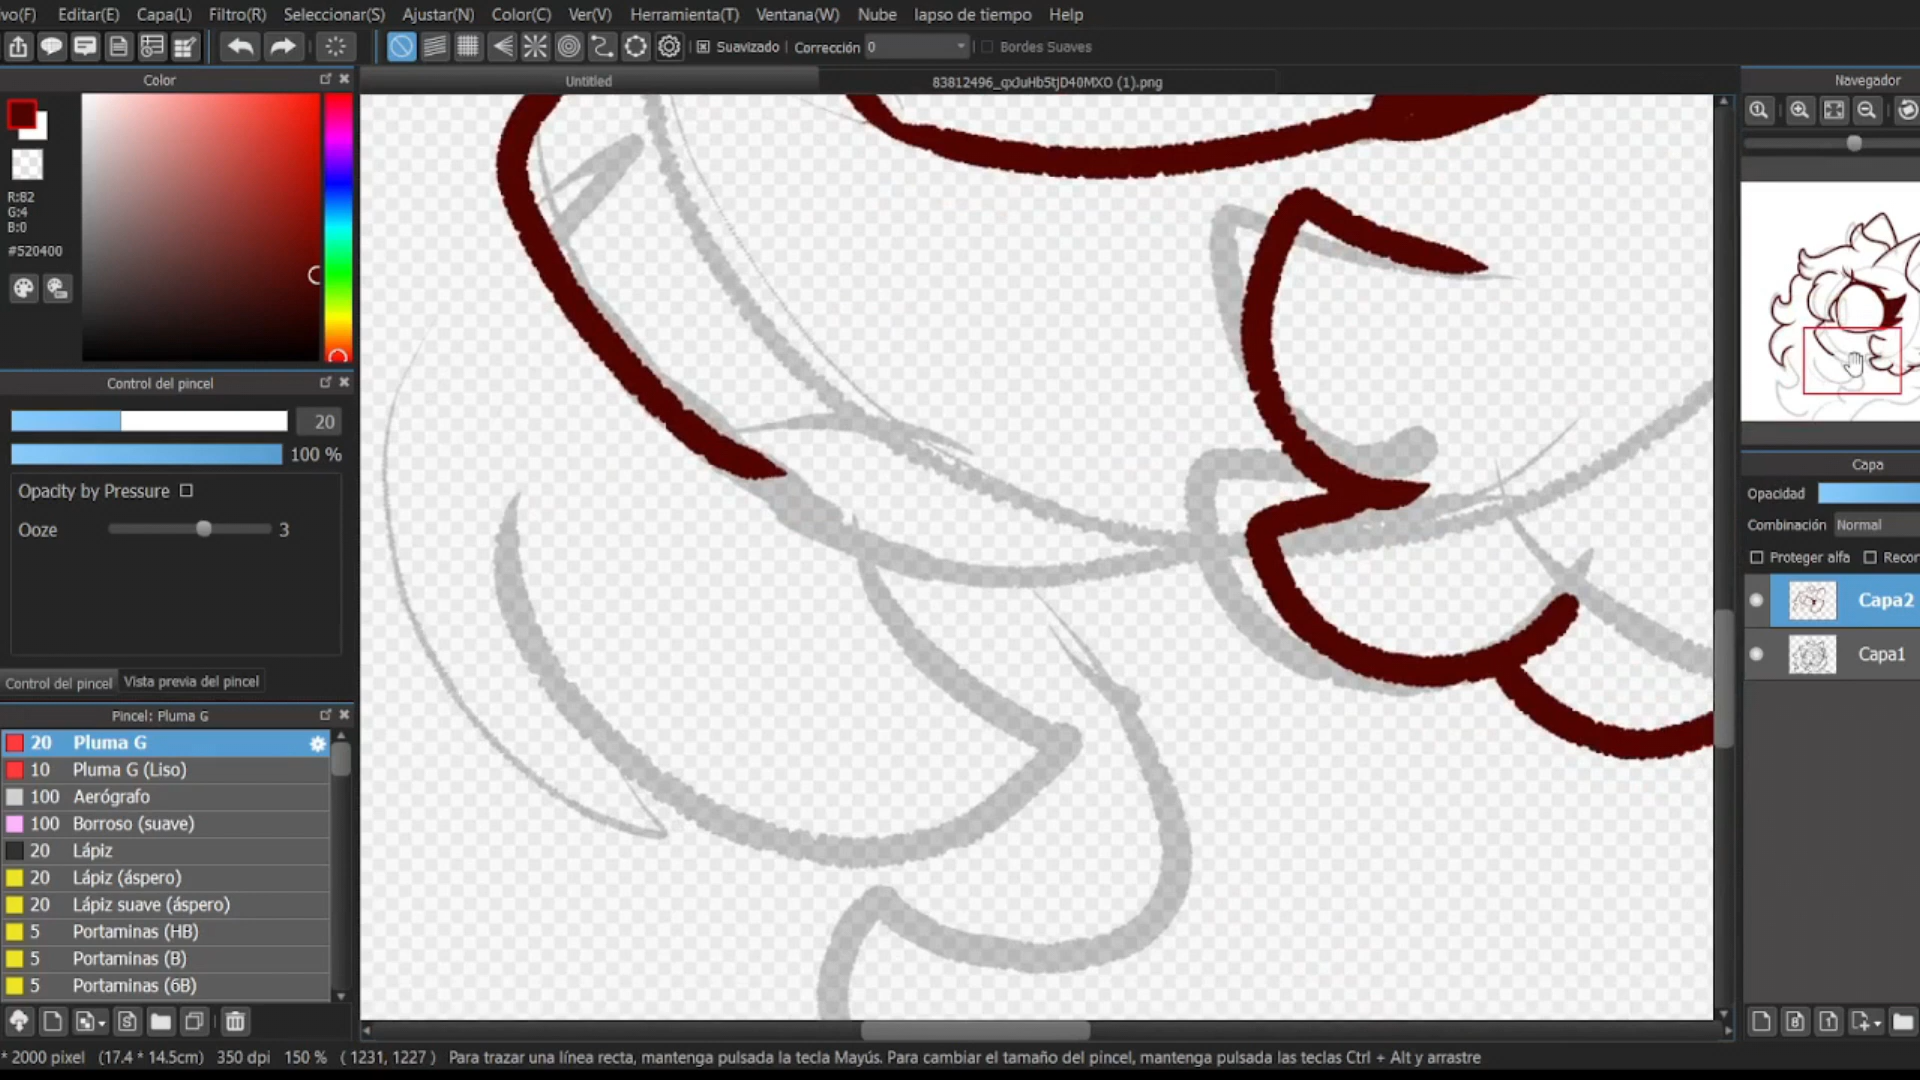 vo(F) Editar(E) Capa(L) Filtro(R) Seleccionar(S) Ajustar(N) Color(C) Ver(V) Herramienta(T) Ventana(W) Nube lapso de tiempo Help
Suavizado Corrección 0 Bordes Suaves
Color
Untitled
83812496_qxJuHb5tjD40MXO (1).png
Navegador
R:82
G:4
B:0
#520400
Control del pincel
20
100 %
Opacity by Pressure
Ooze 3
Control del pincel Vista previa del pincel
Pincel: Pluma G
20 Pluma G
10 Pluma G (Liso)
100 Aerógrafo
100 Borroso (suave)
20 Lápiz
20 Lápiz (áspero)
20 Lápiz suave (áspero)
5 Portaminas (HB)
5 Portaminas (B)
5 Portaminas (6B)
Capa
Opacidad
Combinación Normal
Proteger alfa Recor
Capa2
Capa1
* 2000 pixel (17.4 * 14.5cm) 350 dpi 150 % ( 1231, 1227 ) Para trazar una línea recta, mantenga pulsada la tecla Mayús. Para cambiar el tamaño del pincel, mantenga pulsadas las teclas Ctrl + Alt y arrastre